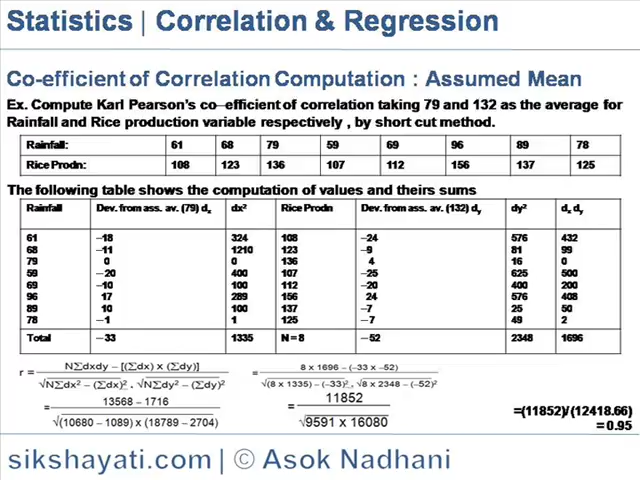 Statistics | Correlation & Regression
Co-efficient of Correlation Computation : Assumed Mean
Ex. Compute Karl Pearson's co–efficient of correlation taking 79 and 132 as the average for
Rainfall and Rice production variable respectively , by short cut method.
Rainfall: 61 68 79 59 69 96 89 78
Rice Prodn: 108 123 136 107 112 156 137 125
The following table shows the computation of values and theirs sums
Rainfall Dev. from ass. av. (79) dx dx² Rice Prodn Dev. from ass. av. (132) dy dy² dx dy
61 –18 324 108 –24 576 432
68 –11 1210 123 –9 81 99
79 0 0 136 4 16 0
59 –20 400 107 –25 625 500
69 –10 100 112 –20 400 200
96 17 289 156 24 576 408
89 10 100 137 –7 25 50
78 –1 1 125 –7 49 2
Total –33 1335 N = 8 –52 2348 1696
r = NΣdxdy – [(Σdx) × (Σdy)] / √NΣdx² – (Σdx)² , √NΣdy² – (Σdy)² = 8 x 1696 – (–33 x –52) / √(8 x 1335) – (–33)² , √8 x 2348 – (–52)²
= 13568 – 1716 / √(10680 – 1089) x (18789 – 2704) = 11852 / √9591 x 16080 =(11852)/(12418.66)
= 0.95
sikshayati.com | © Asok Nadhani